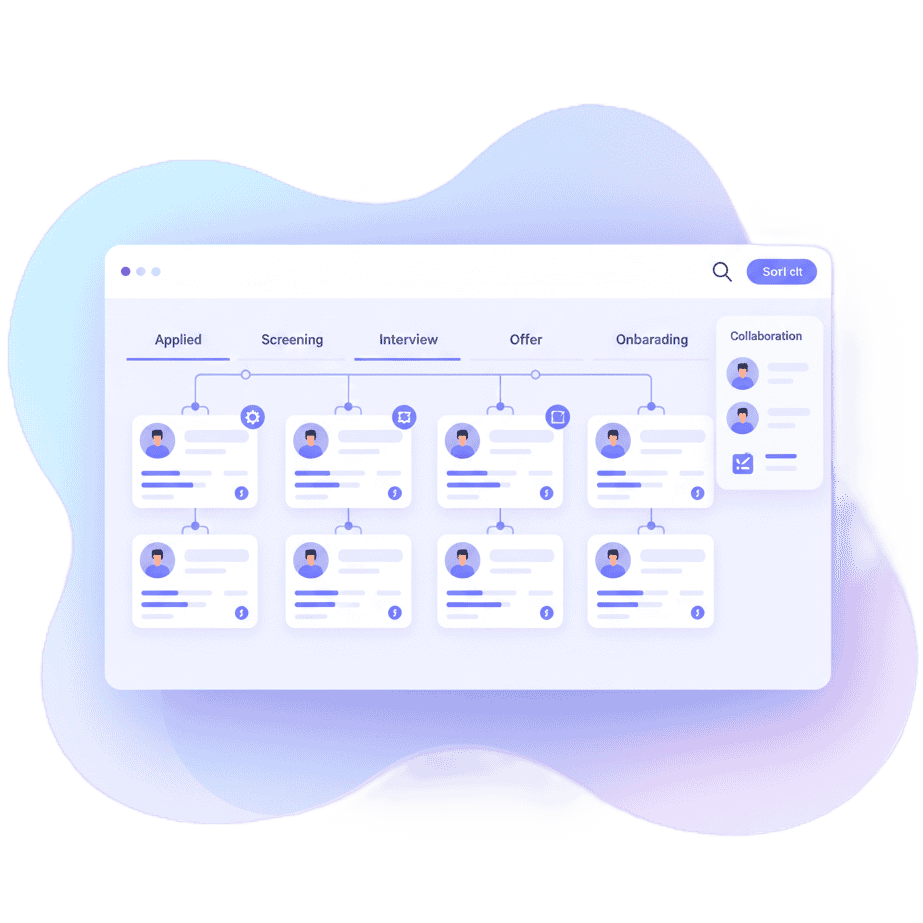 Sorl clt
Applied
Screening
Interview
Offer
Onbarading
Collaboration